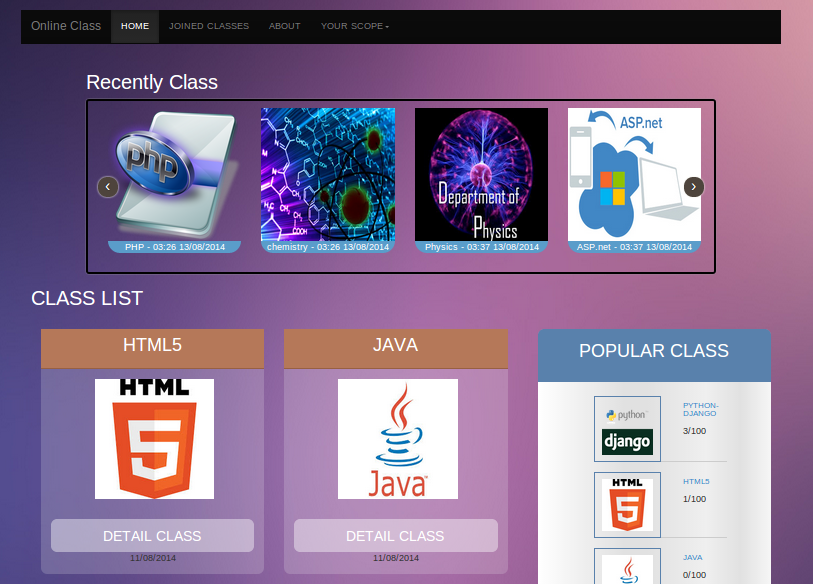 Online Class
HOME
JOINED CLASSES
ABOUT
YOUR SCOPE
Recently Class
php
ASP.net
Department of
Physics
COOH
PHP - 03:26 13/08/2014
chemistry - 03:26 13/08/2014
Physics - 03:37 13/08/2014
ASP.net - 03:37 13/08/2014
CLASS LIST
HTML5
JAVA
POPULAR CLASS
HTML
5
Java
python
django
PYTHON-
DJANGO
3/100
HTML
5
HTML5
1/100
JAVA
0/100
DETAIL CLASS
DETAIL CLASS
11/08/2014
11/08/2014